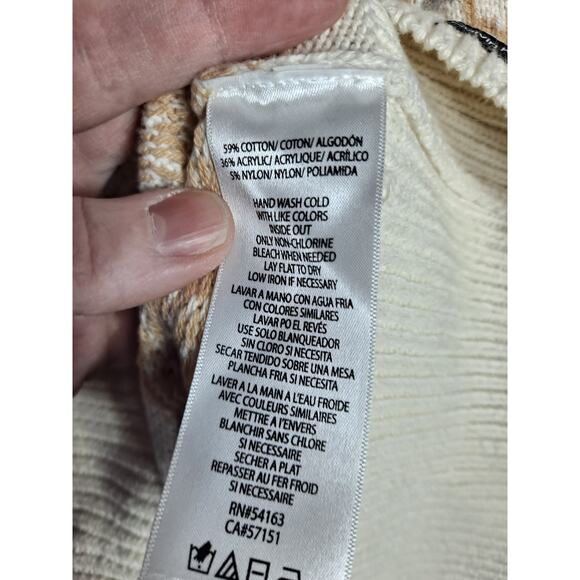 59% COTTON/ COTON/ ALGODÓN
36% ACRYLIC/ ACRYLIQUE/ ACRÍLICO
5% NYLON/ NYLON/ POLIAMIDA
HAND WASH COLD
WITH LIKE COLORS
INSIDE OUT
ONLY NON-CHLORINE
BLEACH WHEN NEEDED
LAY FLAT TO DRY
LOW IRON IF NECESSARY
LAVAR A MANO CON AGUA FRIA
CON COLORES SIMILARES
LAVAR PO EL REVÉS
USE SOLO BLANQUEADOR
SIN CLORO SI NECESITA
SECAR TENDIDO SOBRE UNA MESA
PLANCHA FRIA SI NECESITA
LAVER A LA MAIN À L'EAU FROIDE
AVEC COULEURS SIMILAIRES
METTRE A L'ENVERS
BLANCHIR SANS CHLORE
SI NECESSAIRE
SECHER A PLAT
REPASSER AU FER FROID
SI NECESSAIRE
RN#54163
CA#57151